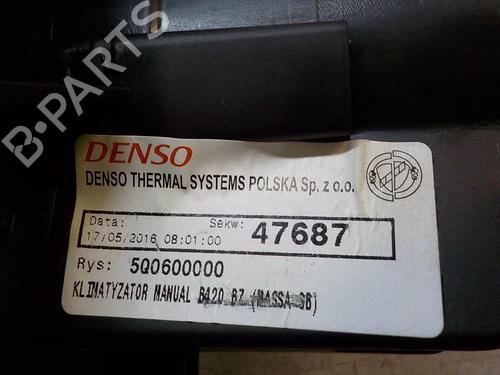 B-PARTS
DENSO
DENSO THERMAL SYSTEMS POLSKA Sp. z o.o.
Data: Sekw: 47687
17/05/2016 08:01:00
Rys: 5Q0600000
KLIMATYZATOR MANUAL B420 B7 (MASSA SB)